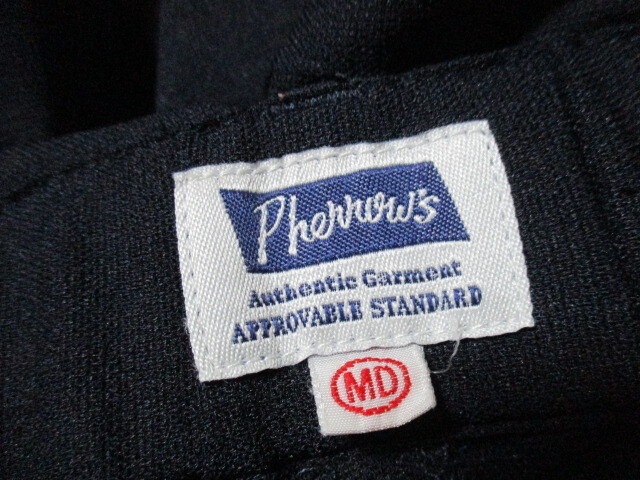 Pherrow's
Authentic Garment
APPROVABLE STANDARD
MD